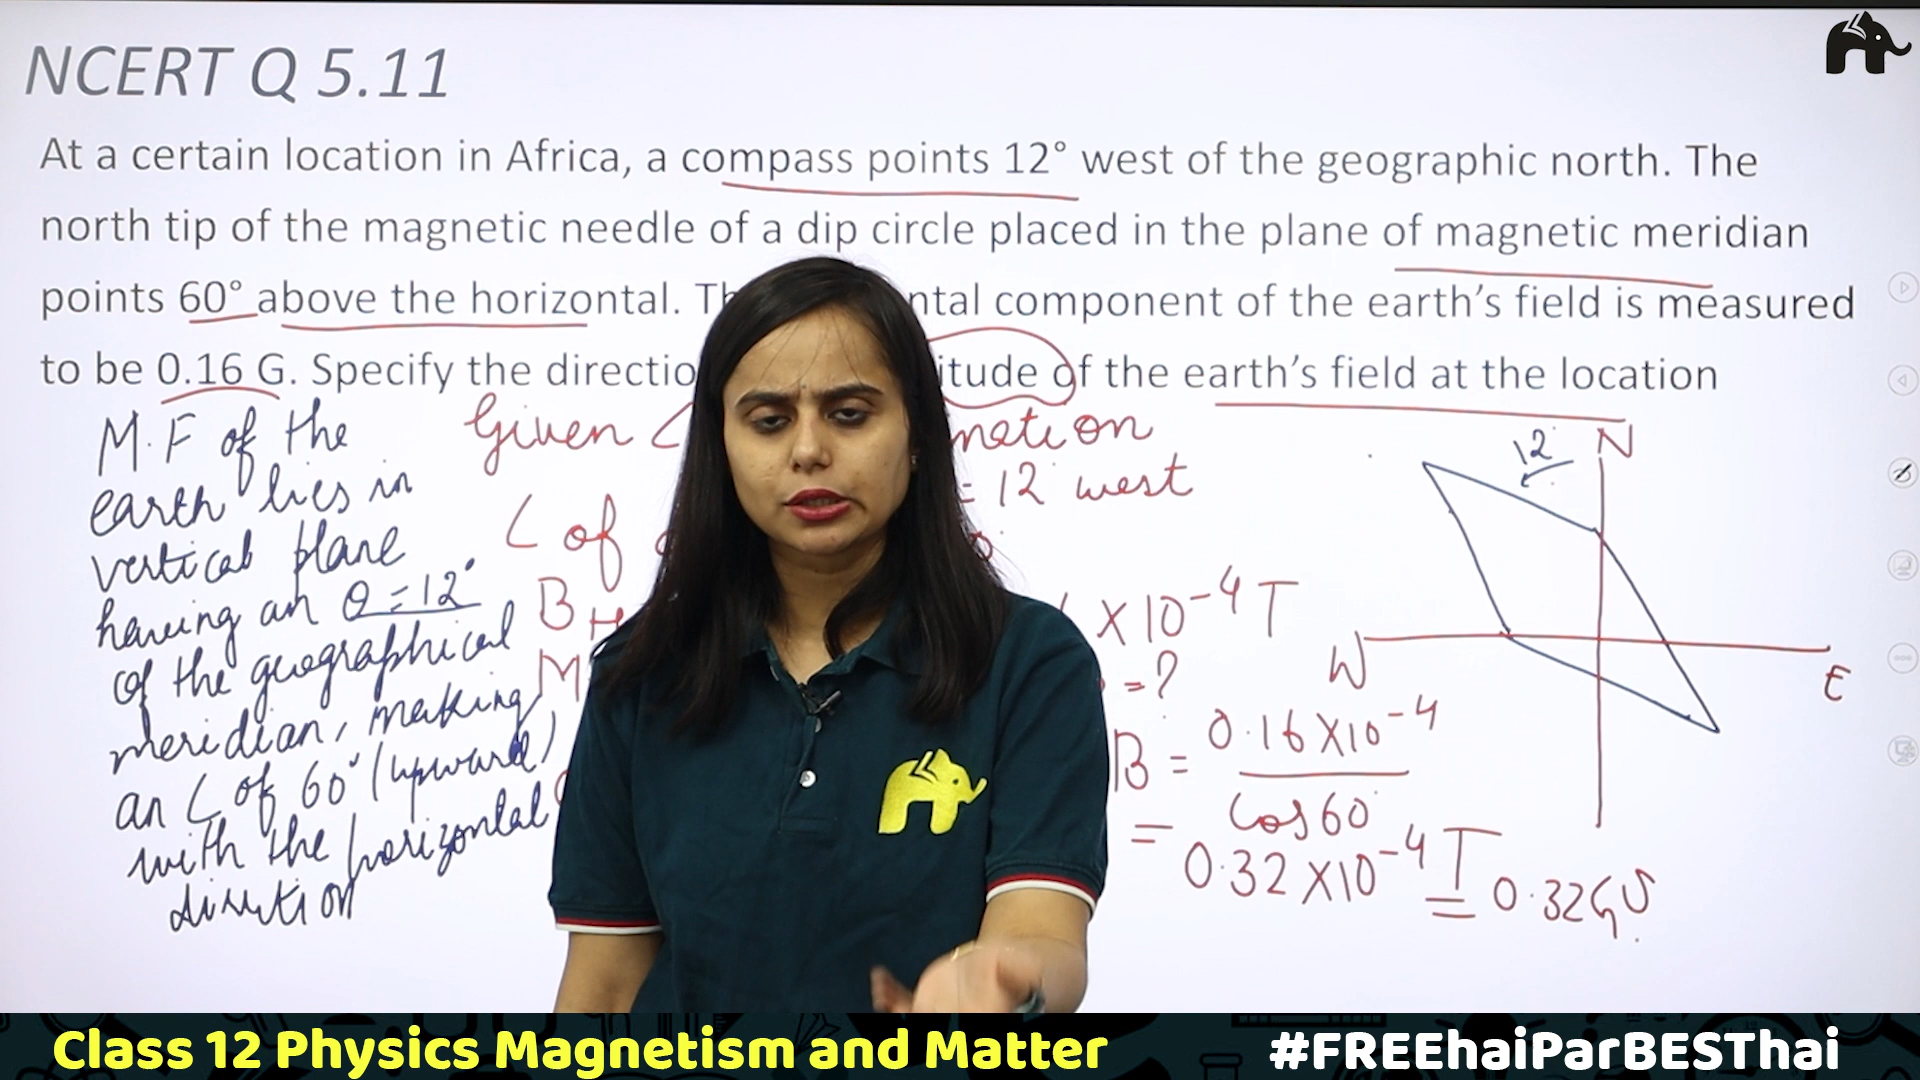 NCERT Q 5.11
At a certain location in Africa, a compass points 12° west of the geographic north. The
north tip of the magnetic needle of a dip circle placed in the plane of magnetic meridian
points 60° above the horizontal. Th ntal component of the earth's field is measured
to be 0.16 G. Specify the directio itude of the earth's field at the location
M.F of the
earth lies in
vertical plane
having an θ = 12°
of the geographical
meridian, making
an ∠ of 60° (upward)
with the horizontal
direction
Given ∠ nation
= 12° west
∠ of
B H × 10⁻⁴ T
M = ?
B = 0.16 × 10⁻⁴
cos 60°
= 0.32 × 10⁻⁴ T = 0.32 G
12°
N
W
E
Class 12 Physics Magnetism and Matter
#FREEhaiParBESThai